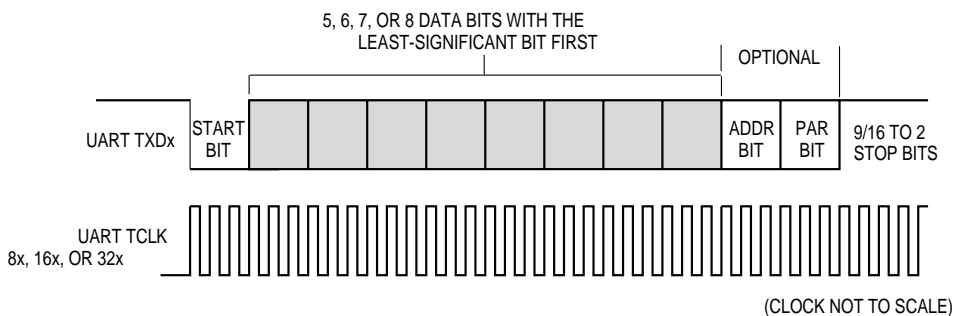 5, 6, 7, OR 8 DATA BITS WITH THE
LEAST-SIGNIFICANT BIT FIRST
OPTIONAL
UART TXDx
START
BIT
ADDR
BIT
PAR
BIT
9/16 TO 2
STOP BITS
UART TCLK
8x, 16x, OR 32x
(CLOCK NOT TO SCALE)